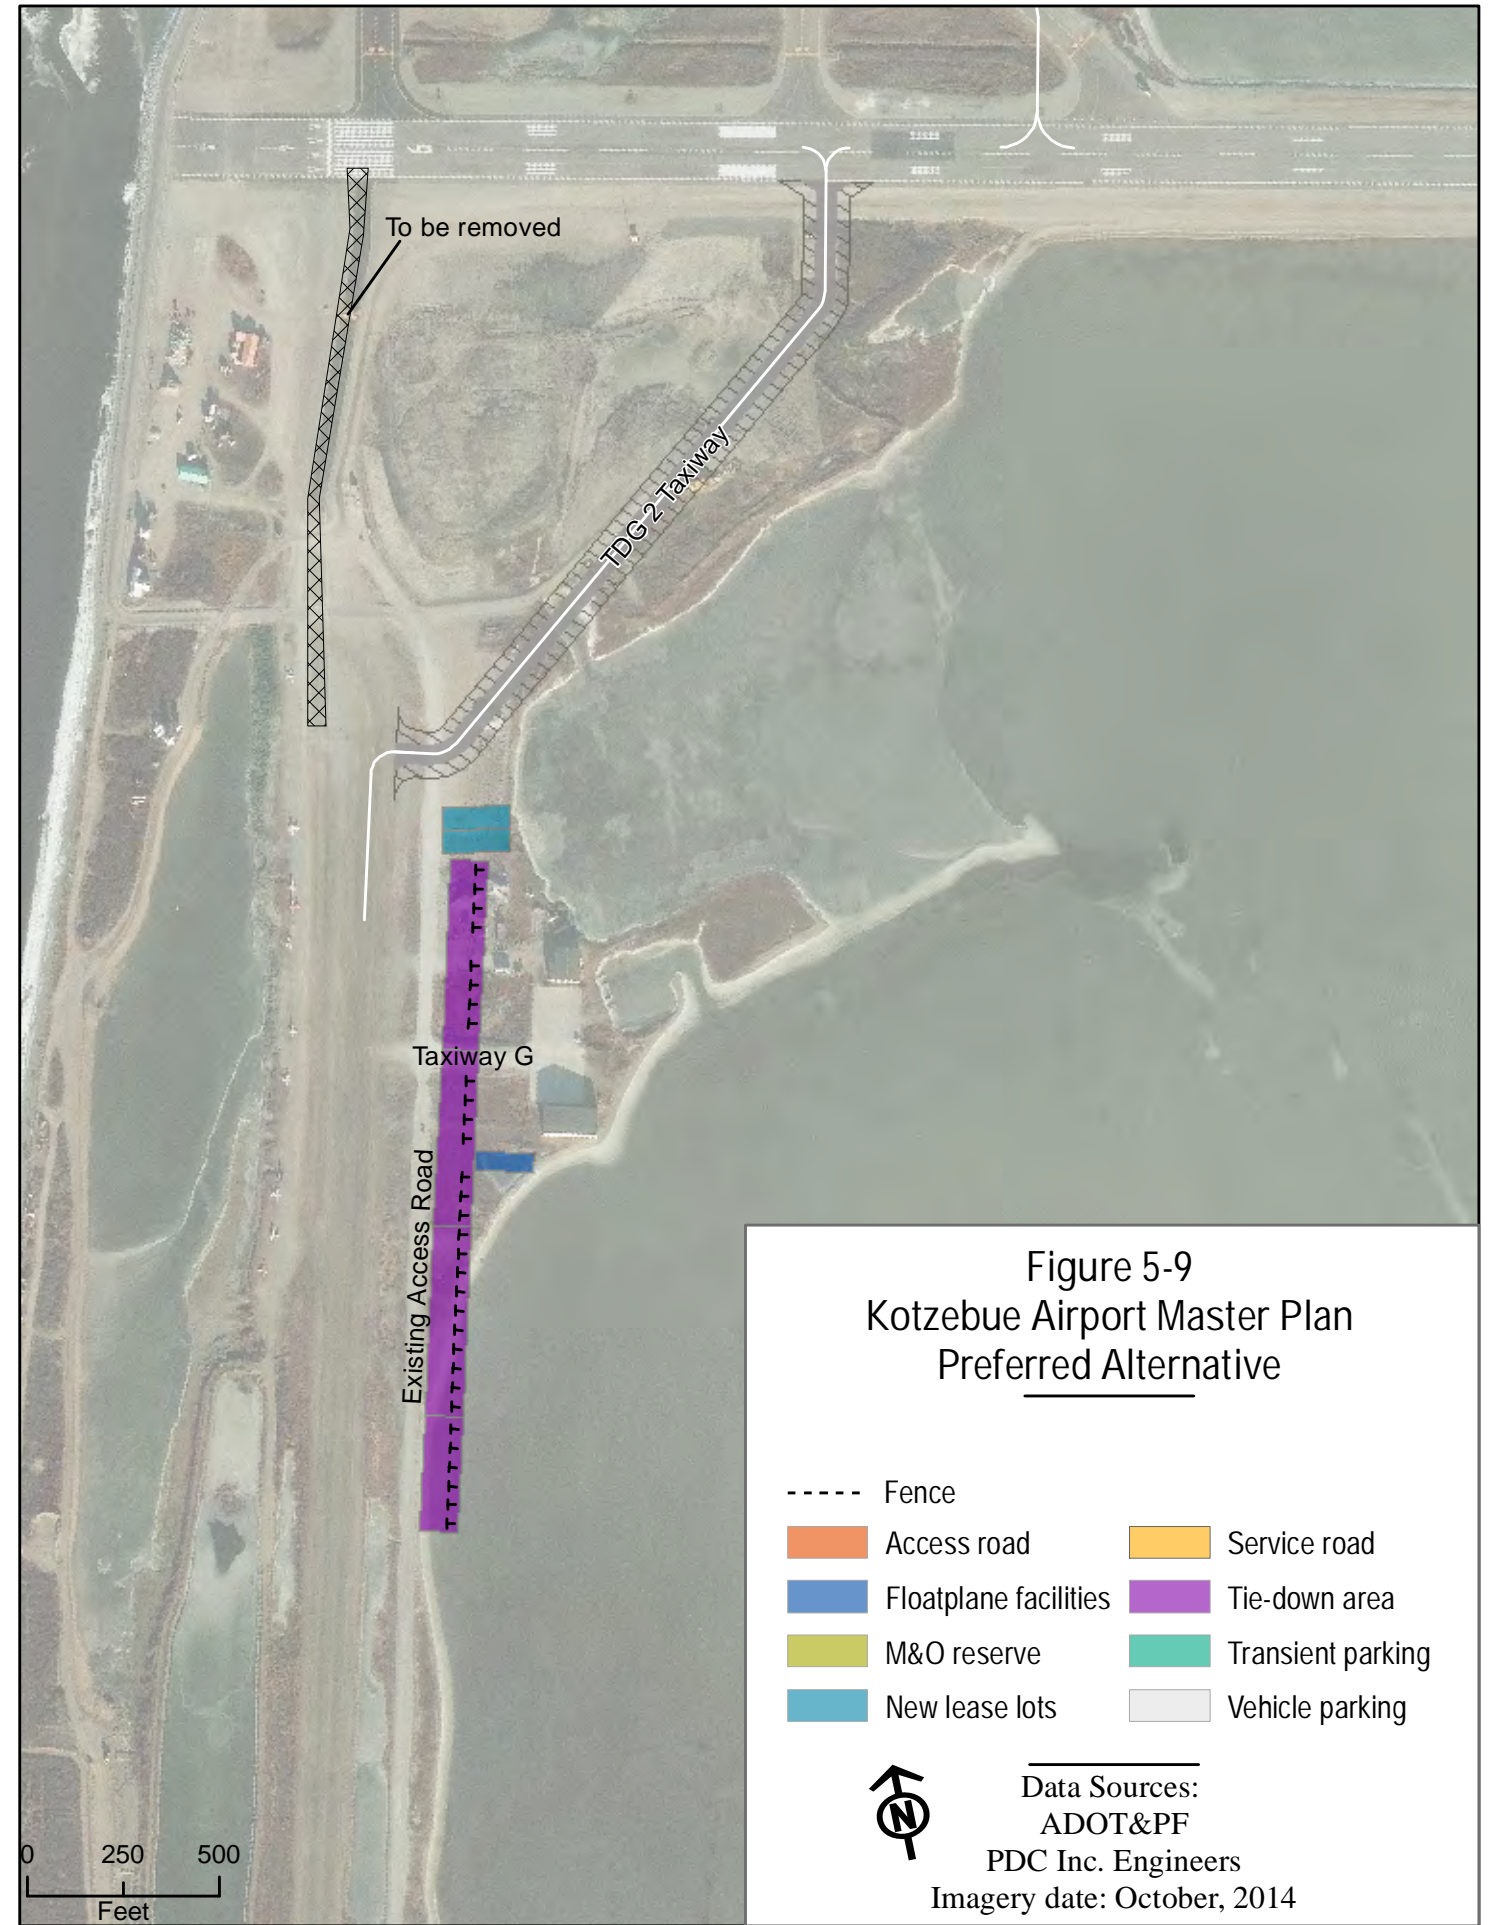 To be removed
TDG 2 Taxiway
Taxiway G
Existing Access Road
Figure 5-9
Kotzebue Airport Master Plan
Preferred Alternative
Fence
Access road
Service road
Floatplane facilities
Tie-down area
M&O reserve
Transient parking
New lease lots
Vehicle parking
N
Data Sources:
ADOT&PF
PDC Inc. Engineers
Imagery date: October, 2014
0 250 500
Feet